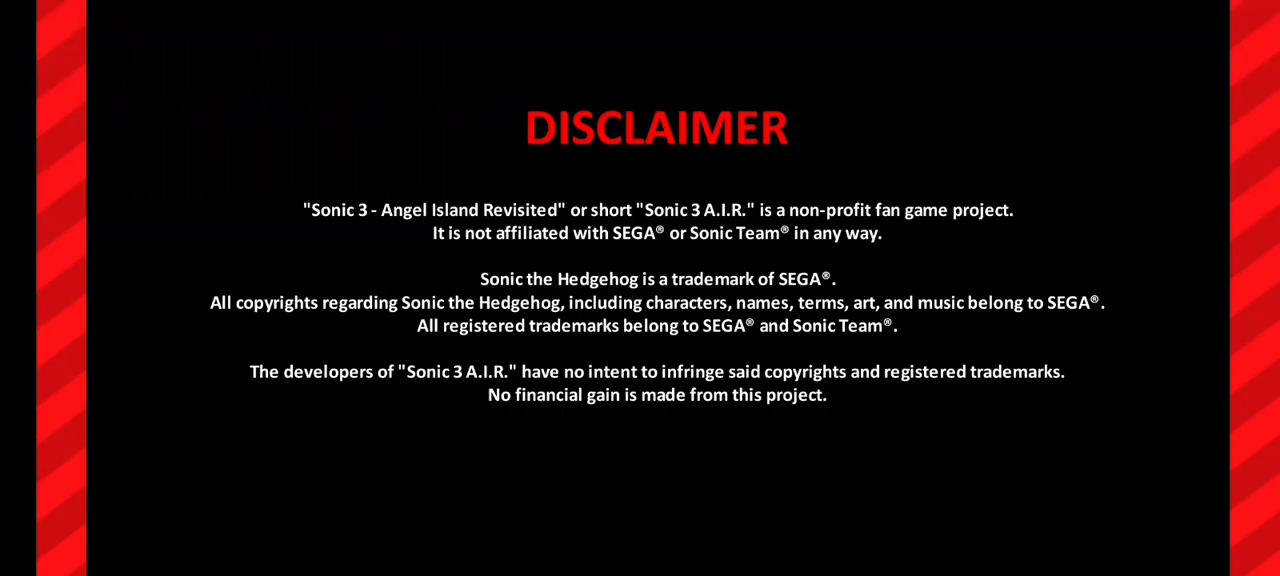 DISCLAIMER
"Sonic 3 - Angel Island Revisited" or short "Sonic 3 A.I.R." is a non-profit fan game project.
It is not affiliated with SEGA® or Sonic Team® in any way.
Sonic the Hedgehog is a trademark of SEGA®.
All copyrights regarding Sonic the Hedgehog, including characters, names, terms, art, and music belong to SEGA®.
All registered trademarks belong to SEGA® and Sonic Team®.
The developers of "Sonic 3 A.I.R." have no intent to infringe said copyrights and registered trademarks.
No financial gain is made from this project.